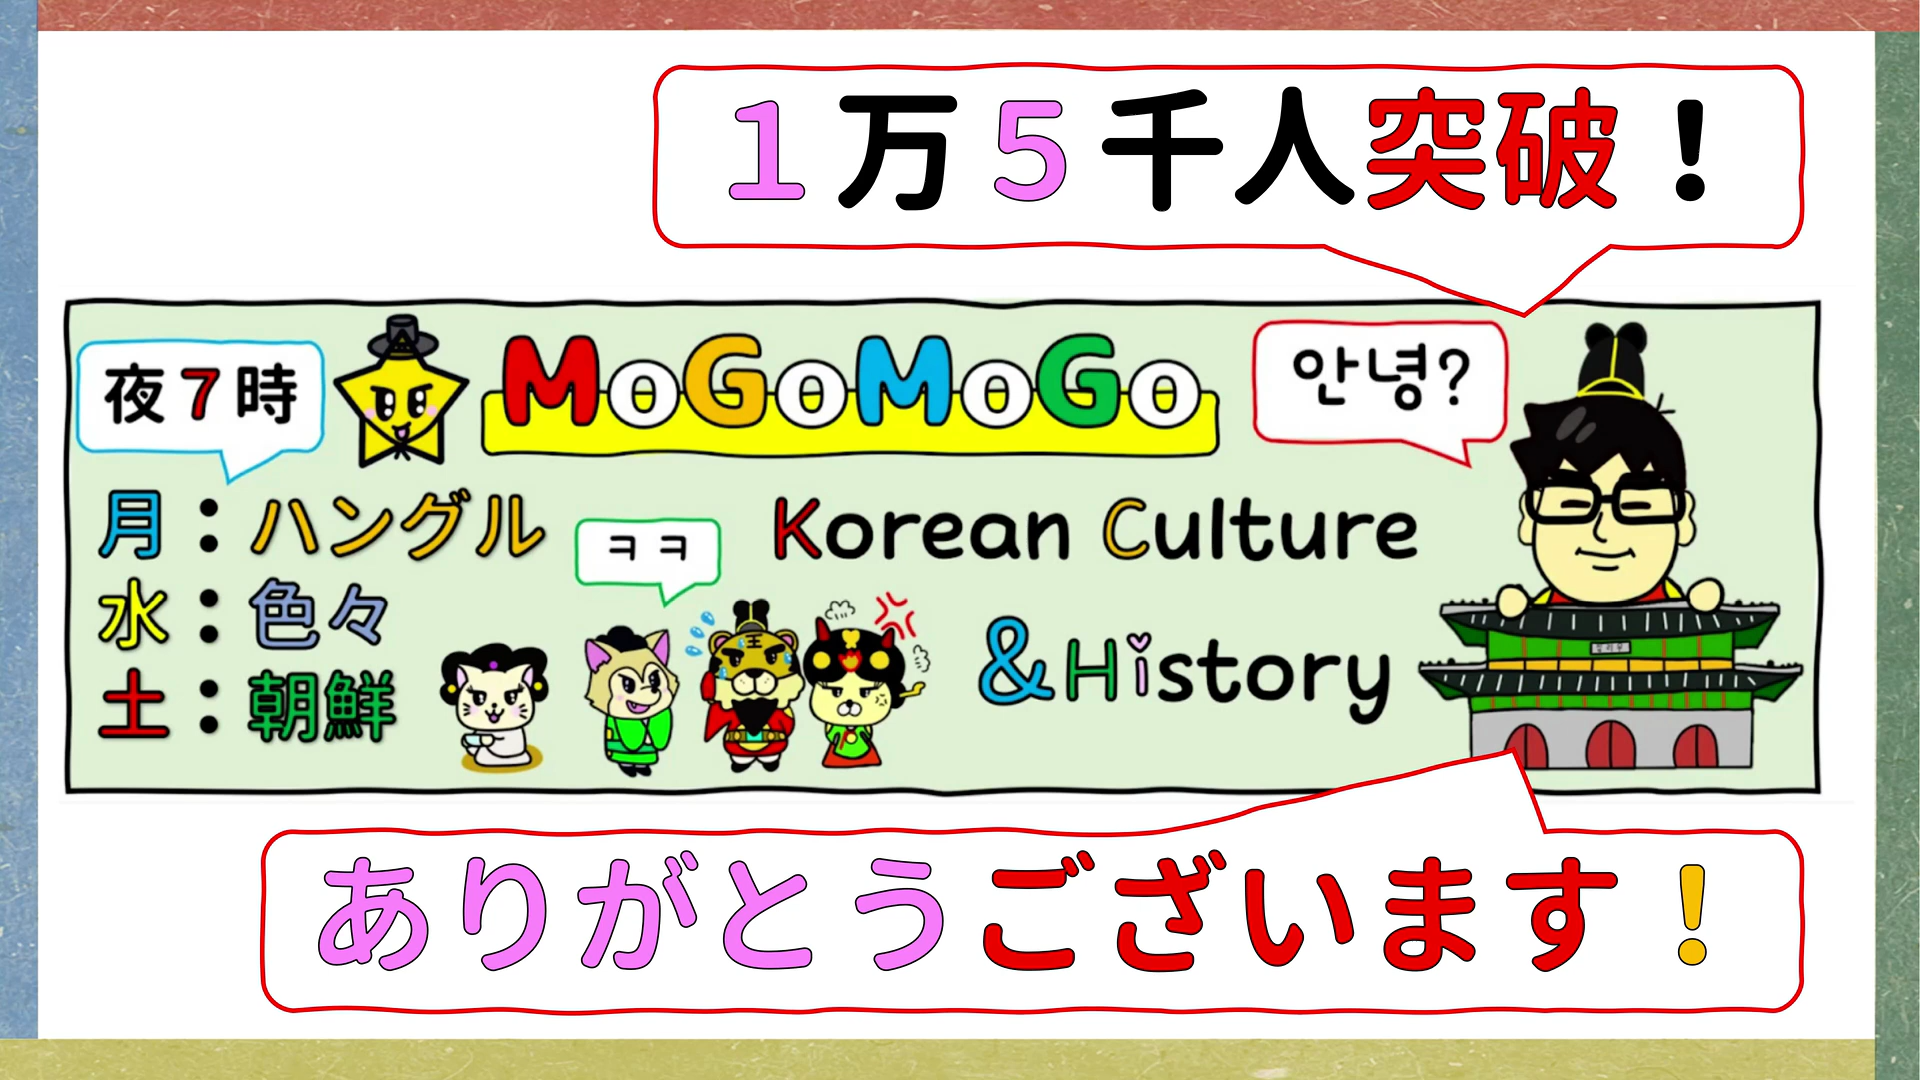 １万５千人突破！
夜7時
MoGoMoGo
안녕?
月：ハングル
水：色々
土：朝鮮
ㅋㅋ
Korean Culture
&History
王
ありがとうございます！